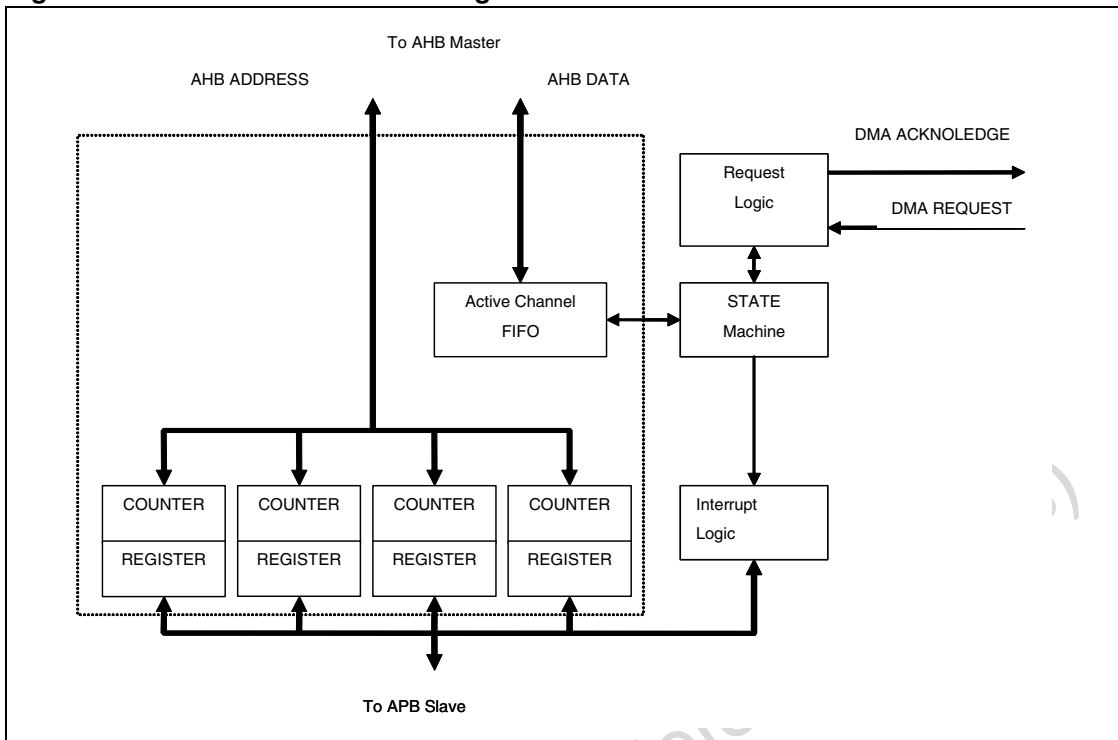 To AHB Master
AHB ADDRESS
AHB DATA
DMA ACKNOLEDGE
Request
Logic
DMA REQUEST
Active Channel
FIFO
STATE
Machine
COUNTER
COUNTER
COUNTER
COUNTER
Interrupt
Logic
REGISTER
REGISTER
REGISTER
REGISTER
To APB Slave